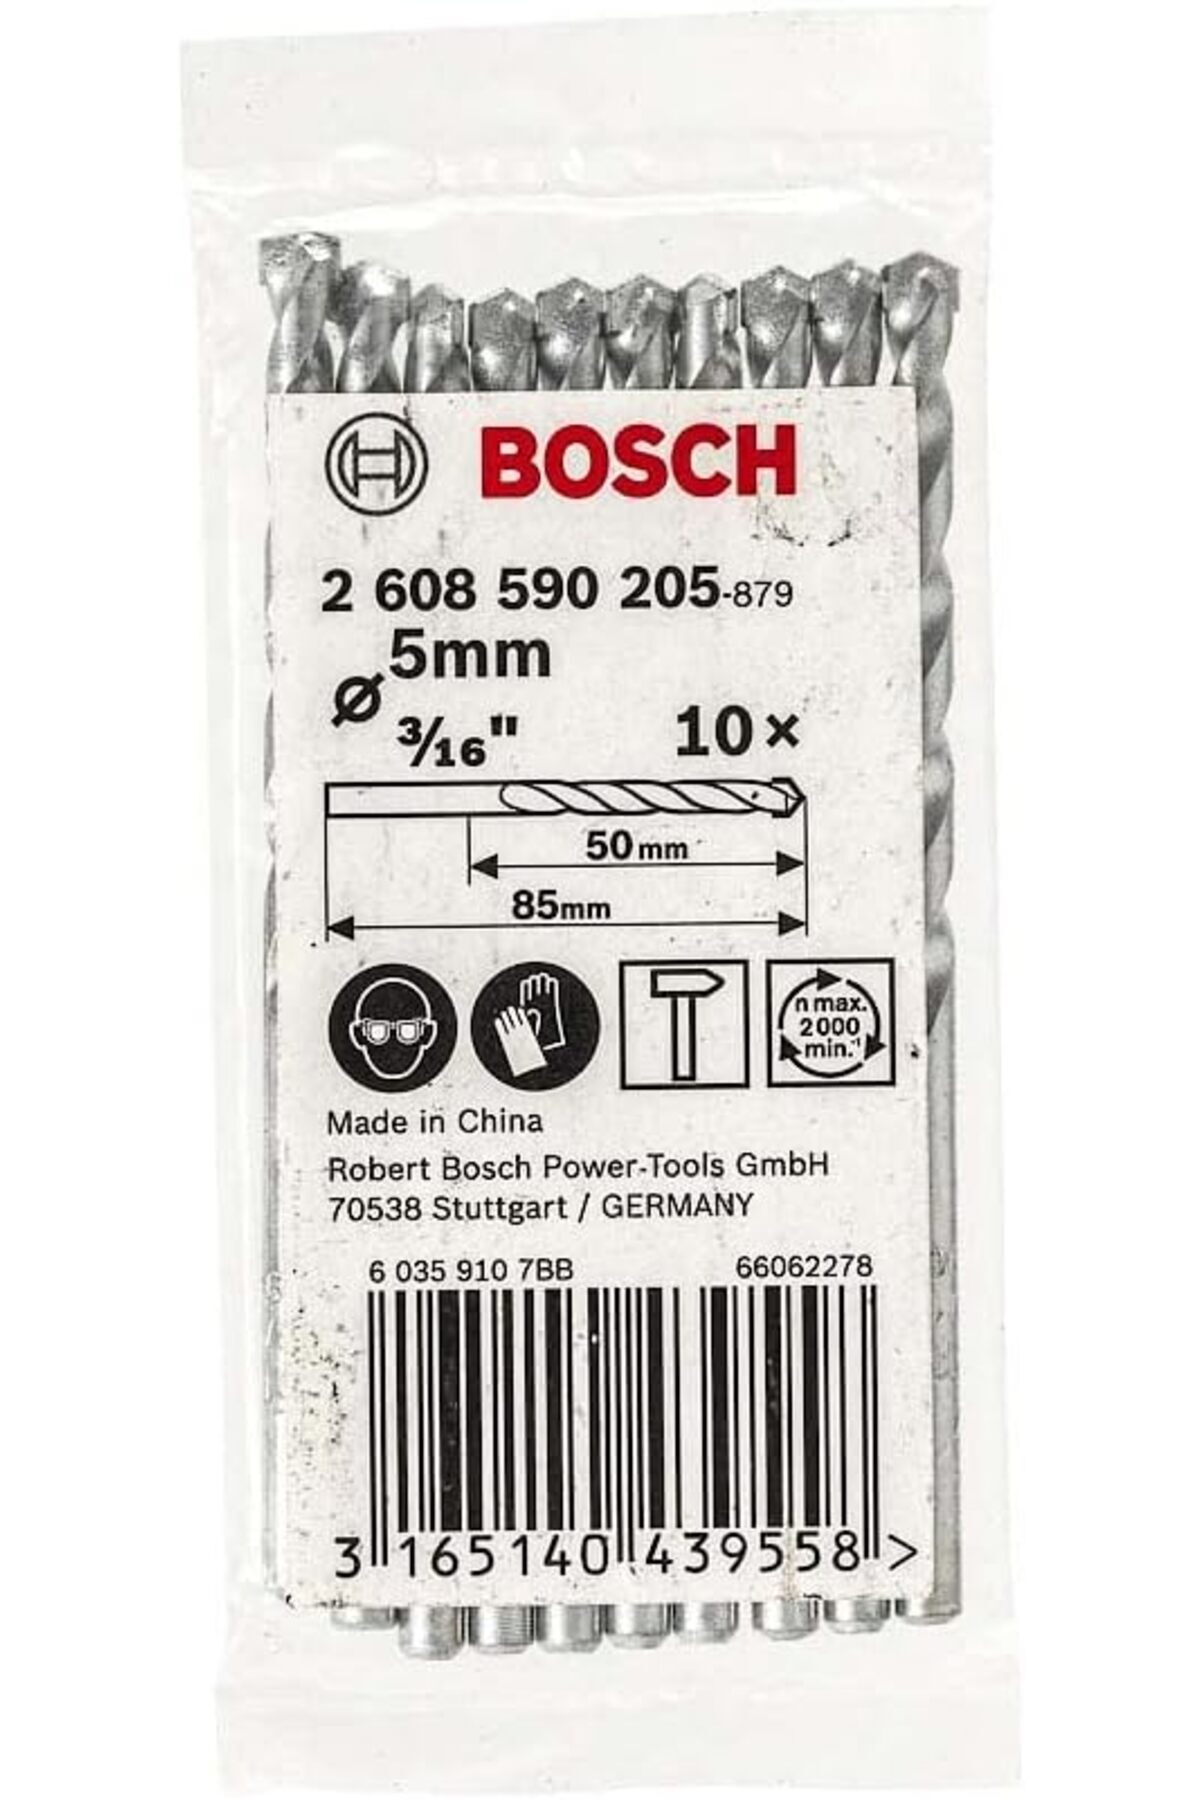 BOSCH
2 608 590 205-879
Ø 5mm
3/16" 10×
50mm
85mm
n max.
2000
min.⁻¹
Made in China
Robert Bosch Power-Tools GmbH
70538 Stuttgart / GERMANY
6 035 910 7BB 66062278
3 165140 439558 >